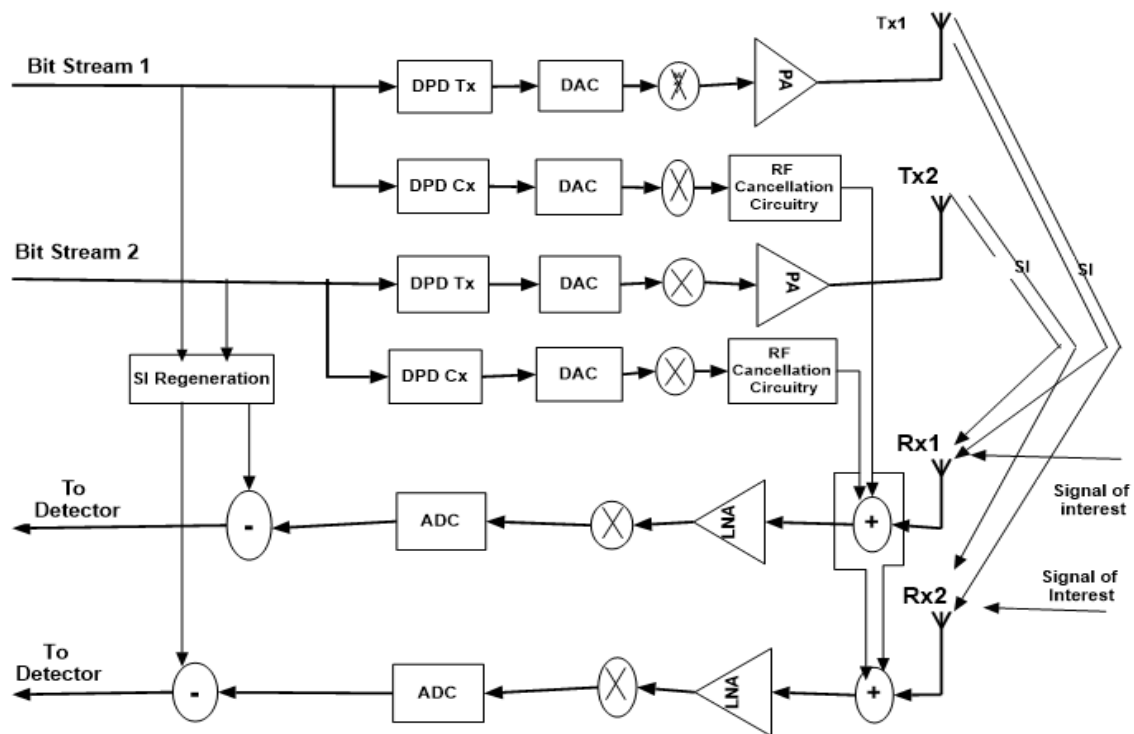 Tx1
Bit Stream 1
DPD Tx
DAC
PA
DPD Cx
DAC
RF
Cancellation
Circuitry
Tx2
Bit Stream 2
DPD Tx
DAC
PA
SI
SI
SI Regeneration
DPD Cx
DAC
RF
Cancellation
Circuitry
Rx1
To
Detector
-
ADC
LNA
+
Signal of
interest
Rx2
Signal of
Interest
To
Detector
-
ADC
LNA
+